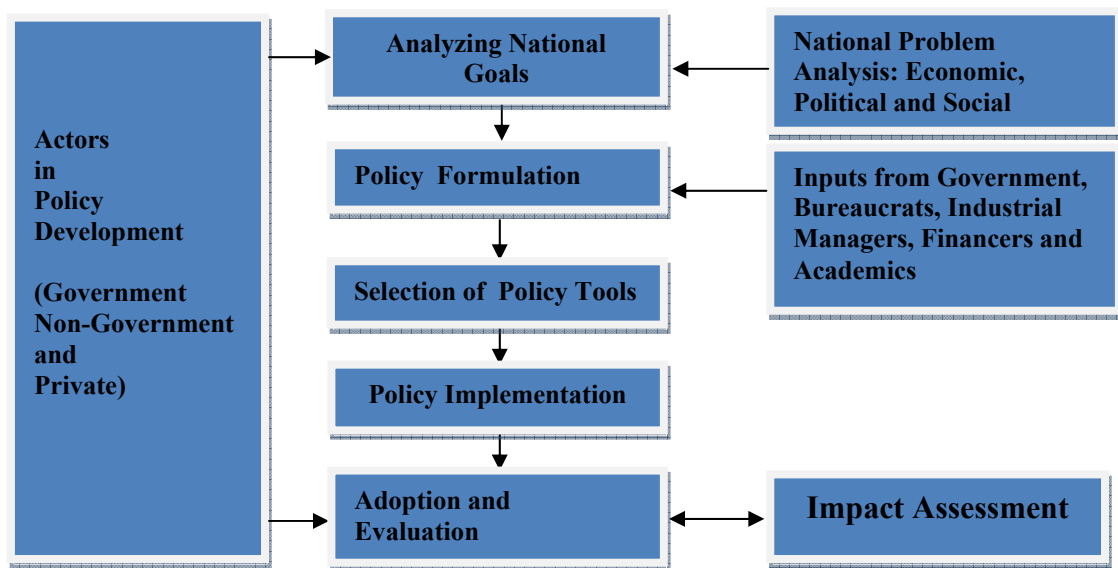 Actors
in
Policy
Development
(Government
Non-Government
and
Private)
Analyzing National
Goals
National Problem
Analysis: Economic,
Political and Social
Policy Formulation
Inputs from Government,
Bureaucrats, Industrial
Managers, Financers and
Academics
Selection of Policy Tools
Policy Implementation
Adoption and
Evaluation
Impact Assessment